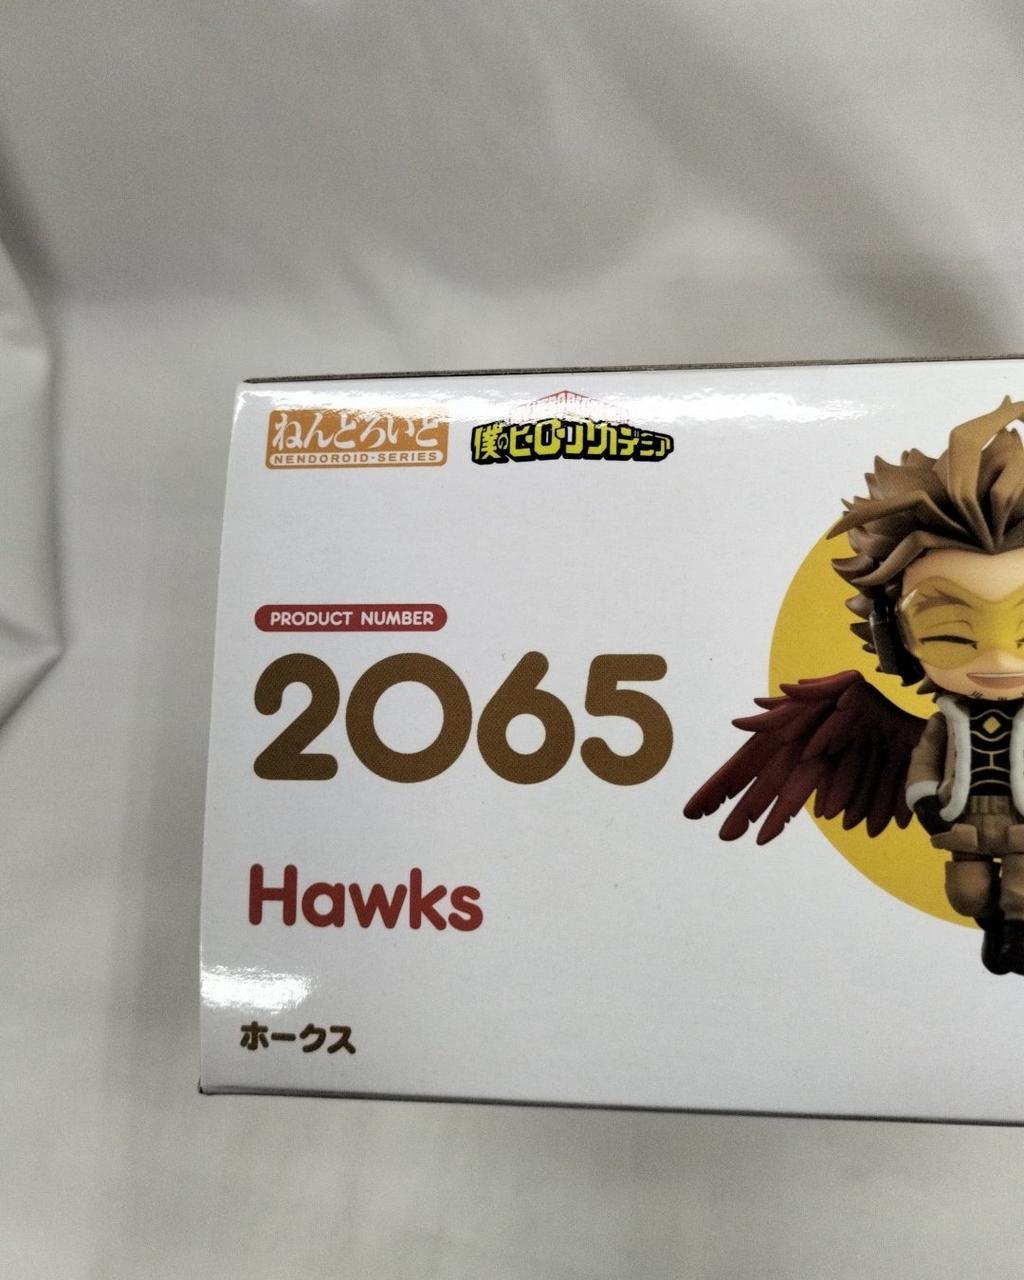 ねんどろいど
NENDOROID-SERIES
僕のヒーローアカデミア
PRODUCT NUMBER
2065
Hawks
ホークス